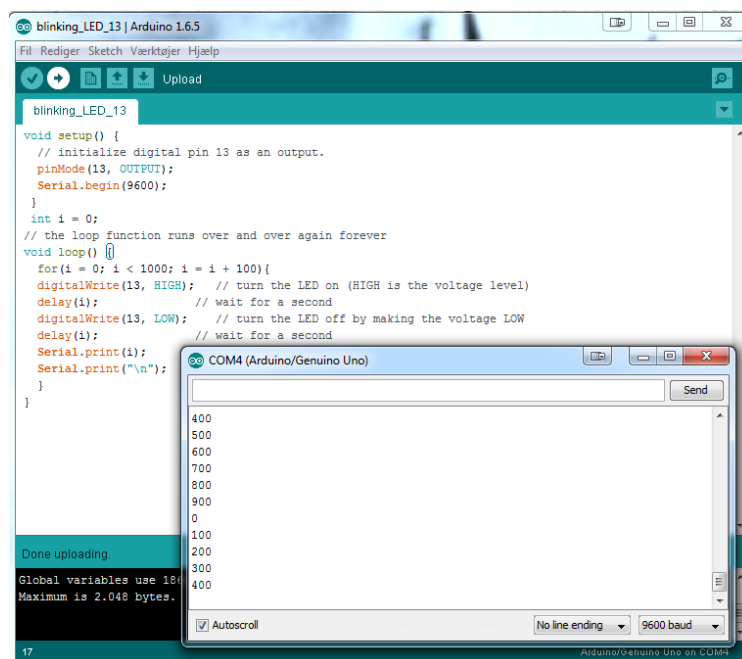 blinking_LED_13 | Arduino 1.6.5
Fil Rediger Sketch Værktøjer Hjælp
Upload
blinking_LED_13
void setup() {
  // initialize digital pin 13 as an output.
  pinMode(13, OUTPUT);
  Serial.begin(9600);
 }
 int i = 0;
// the loop function runs over and over again forever
void loop() {
  for(i = 0; i < 1000; i = i + 100){
  digitalWrite(13, HIGH);   // turn the LED on (HIGH is the voltage level)
  delay(i);              // wait for a second
  digitalWrite(13, LOW);    // turn the LED off by making the voltage LOW
  delay(i);              // wait for a second
  Serial.print(i);
  Serial.print("\n");
  }
}
COM4 (Arduino/Genuino Uno)
Send
400
500
600
700
800
900
0
100
200
300
400
Autoscroll
No line ending
9600 baud
Done uploading.
Global variables use 186
Maximum is 2.048 bytes.
17
Arduino/Genuino Uno on COM4